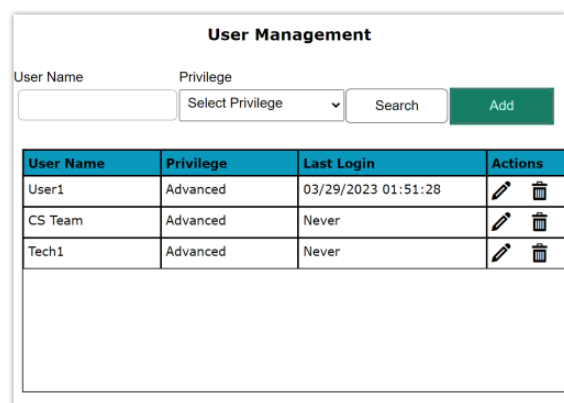 User Management
User Name Privilege
Select Privilege Search Add
User Name Privilege Last Login Actions
User1 Advanced 03/29/2023 01:51:28
CS Team Advanced Never
Tech1 Advanced Never